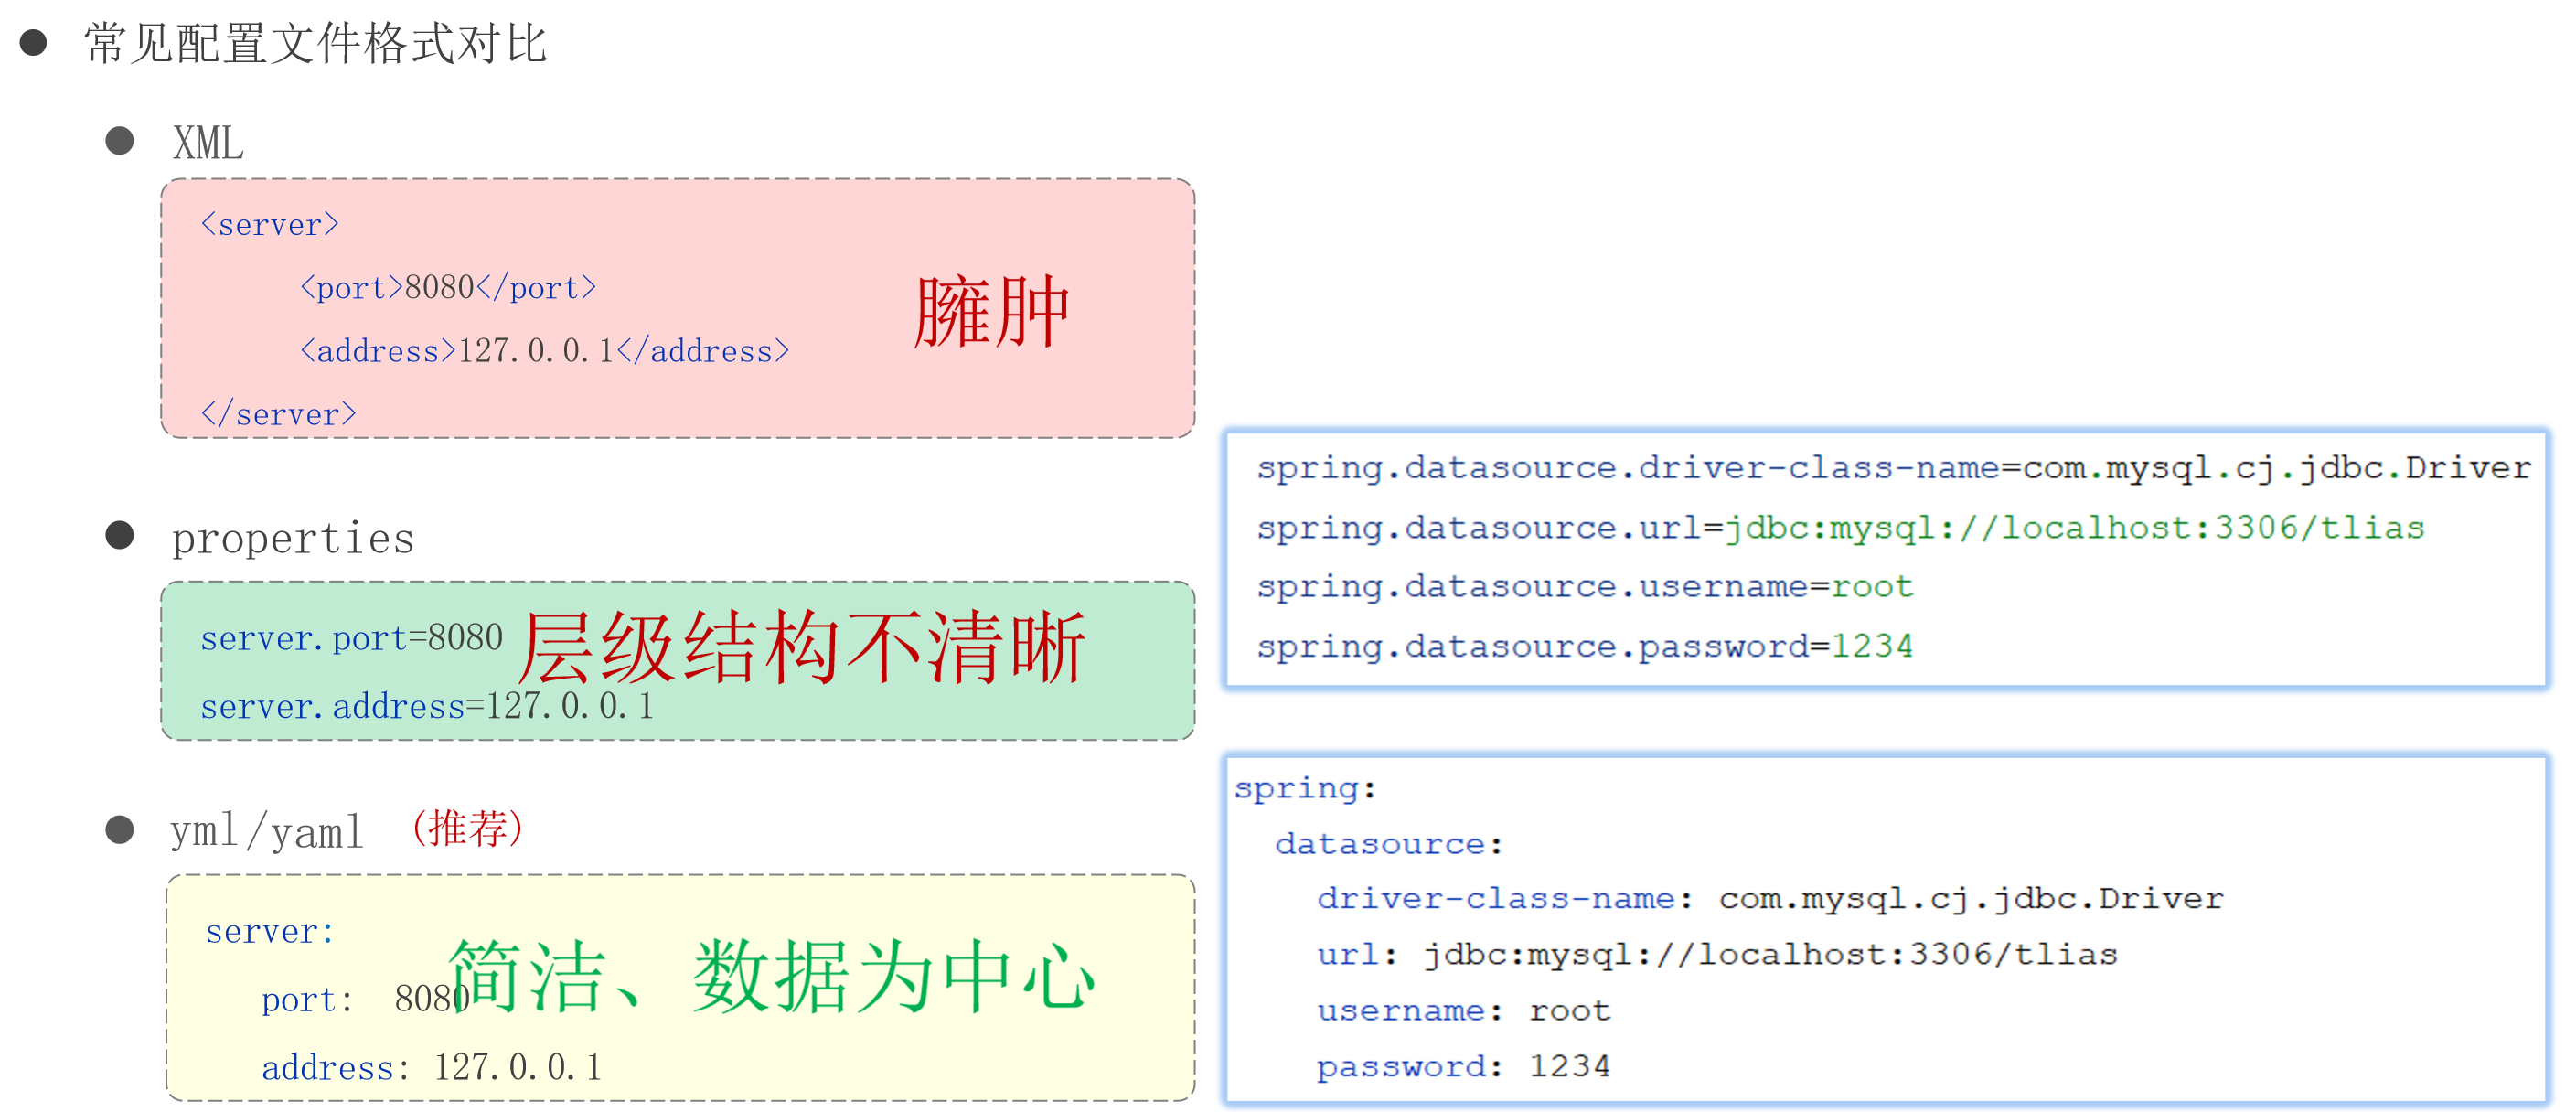 常见配置文件格式对比
XML
<server>
<port>8080</port>
<address>127.0.0.1</address>
</server>
臃肿
properties
server.port=8080
server.address=127.0.0.1
层级结构不清晰
spring.datasource.driver-class-name=com.mysql.cj.jdbc.Driver
spring.datasource.url=jdbc:mysql://localhost:3306/tlias
spring.datasource.username=root
spring.datasource.password=1234
yml/yaml (推荐)
server:
port: 8080
address: 127.0.0.1
简洁、数据为中心
spring:
datasource:
driver-class-name: com.mysql.cj.jdbc.Driver
url: jdbc:mysql://localhost:3306/tlias
username: root
password: 1234